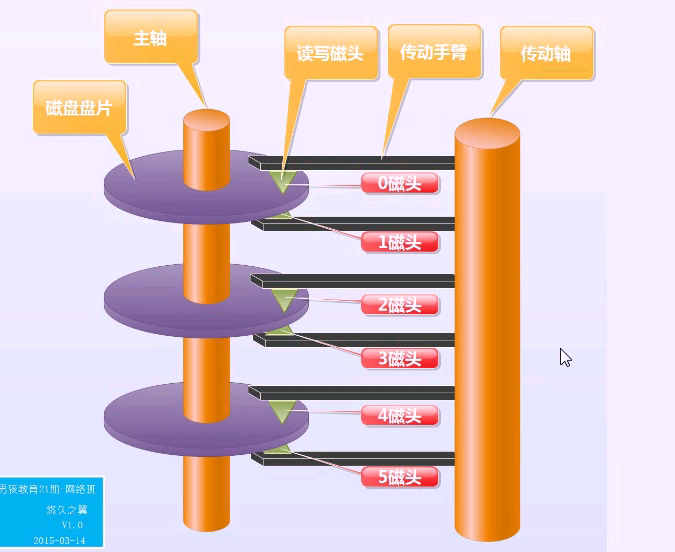 主轴
读写磁头
传动手臂
传动轴
磁盘盘片
0磁头
1磁头
2磁头
3磁头
4磁头
5磁头
男孩教育21期-网络班
悠久之翼
V1.0
2015-03-14